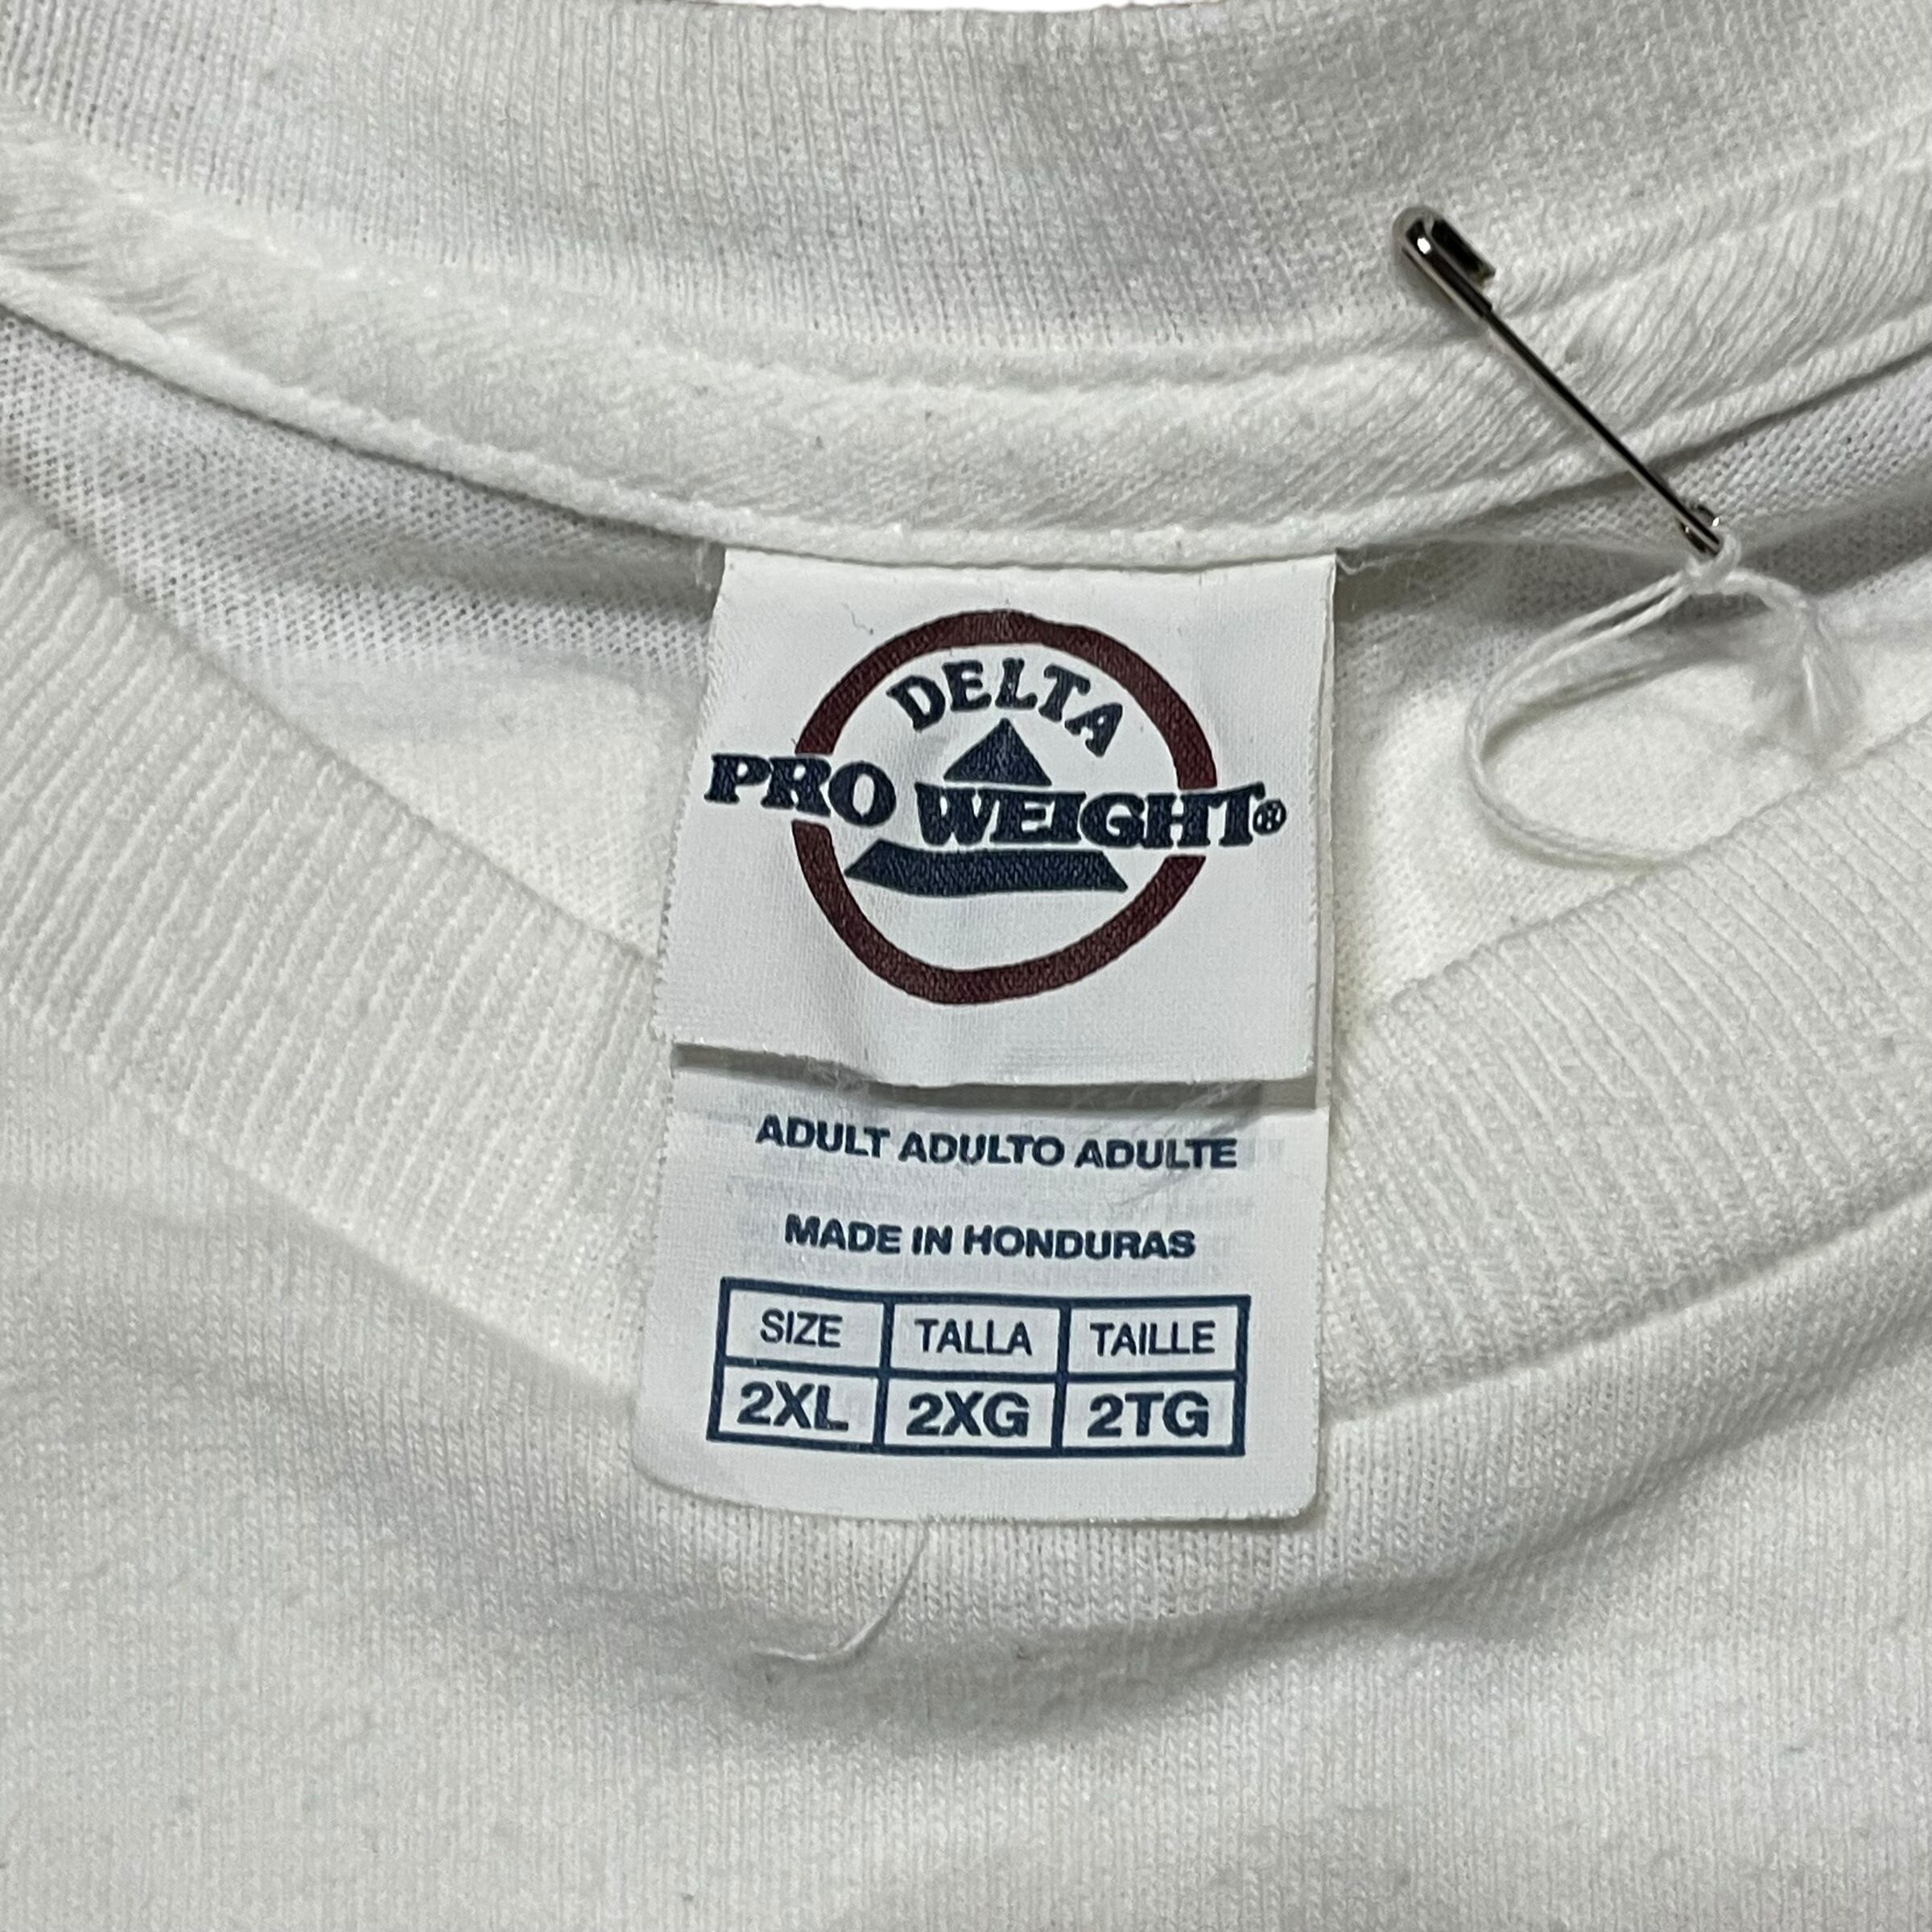 DELTA
PRO WEIGHT®
ADULT ADULTO ADULTE
MADE IN HONDURAS
SIZE TALLA TAILLE
2XL 2XG 2TG